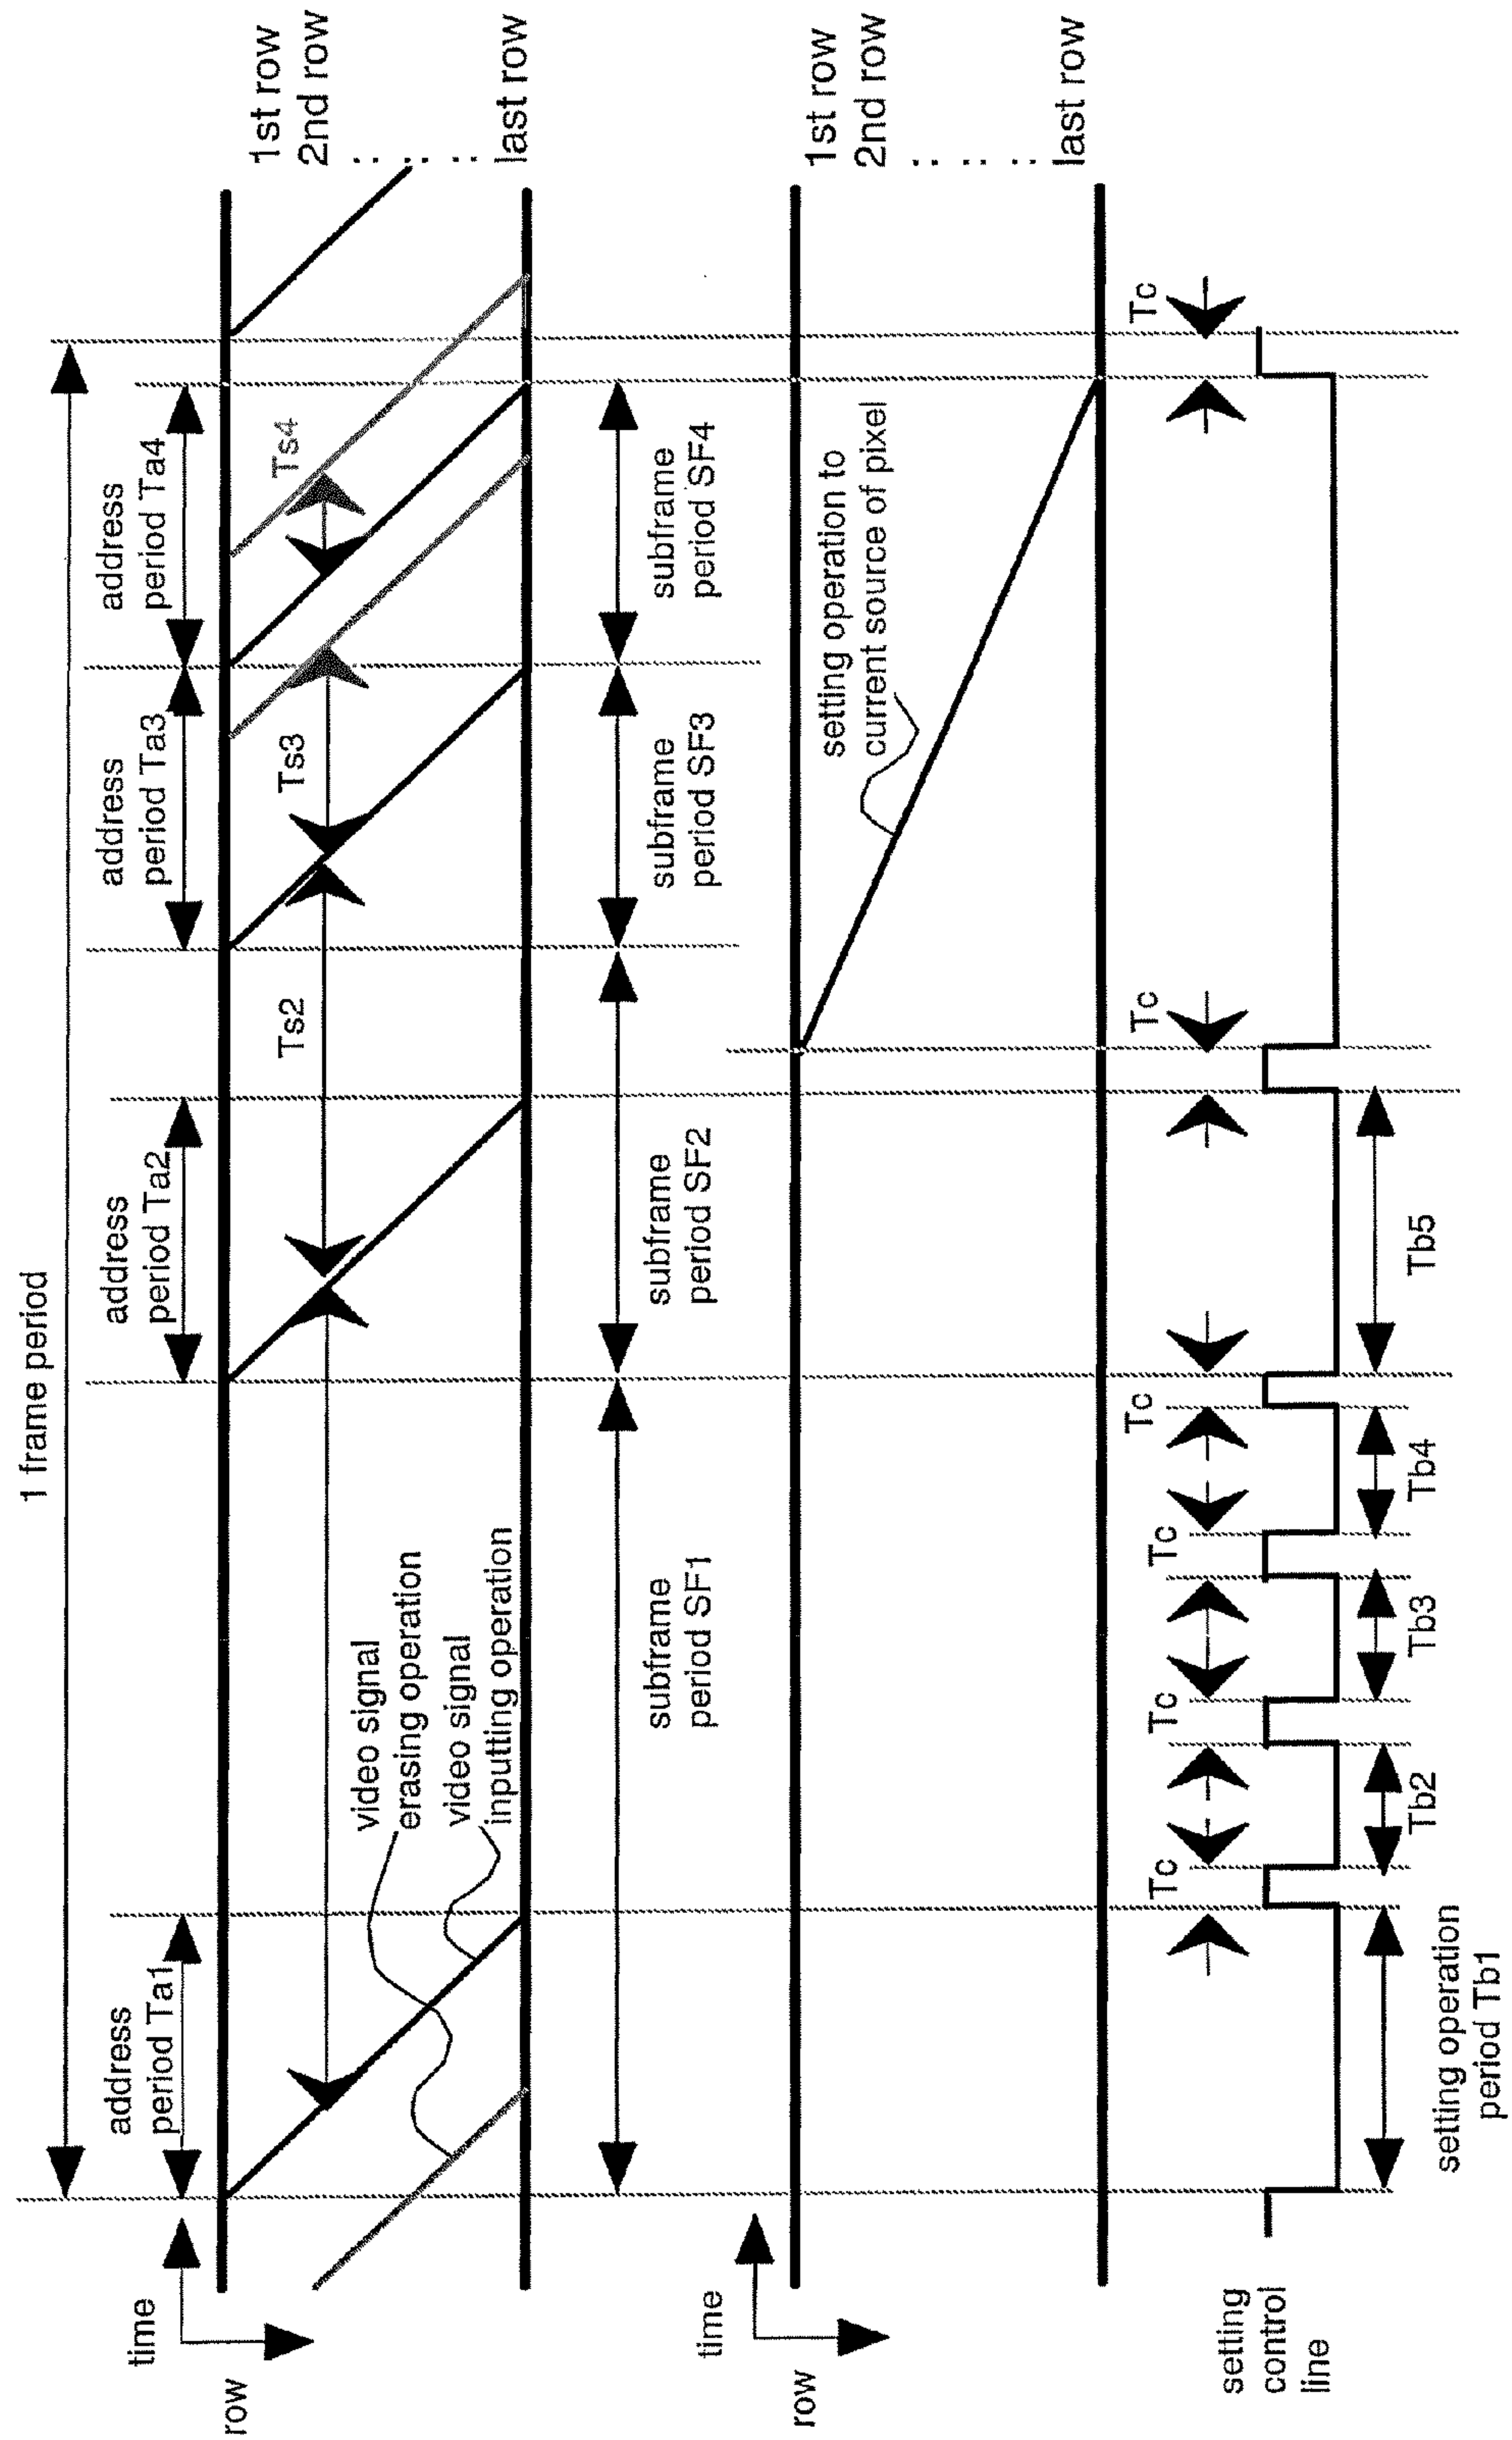 1 frame period
address
period Ta1
address
period Ta2
address
period Ta3
address
period Ta4
time
row
1st row
2nd row
last row
Ts2
Ts3
Ts4
video signal
erasing operation
video signal
inputting operation
subframe
period SF1
subframe
period SF2
subframe
period SF3
subframe
period SF4
time
row
1st row
2nd row
last row
setting operation to
current source of pixel
Tc
Tc
Tc
Tc
Tc
Tc
setting
control
line
setting operation
period Tb1
Tb2
Tb3
Tb4
Tb5